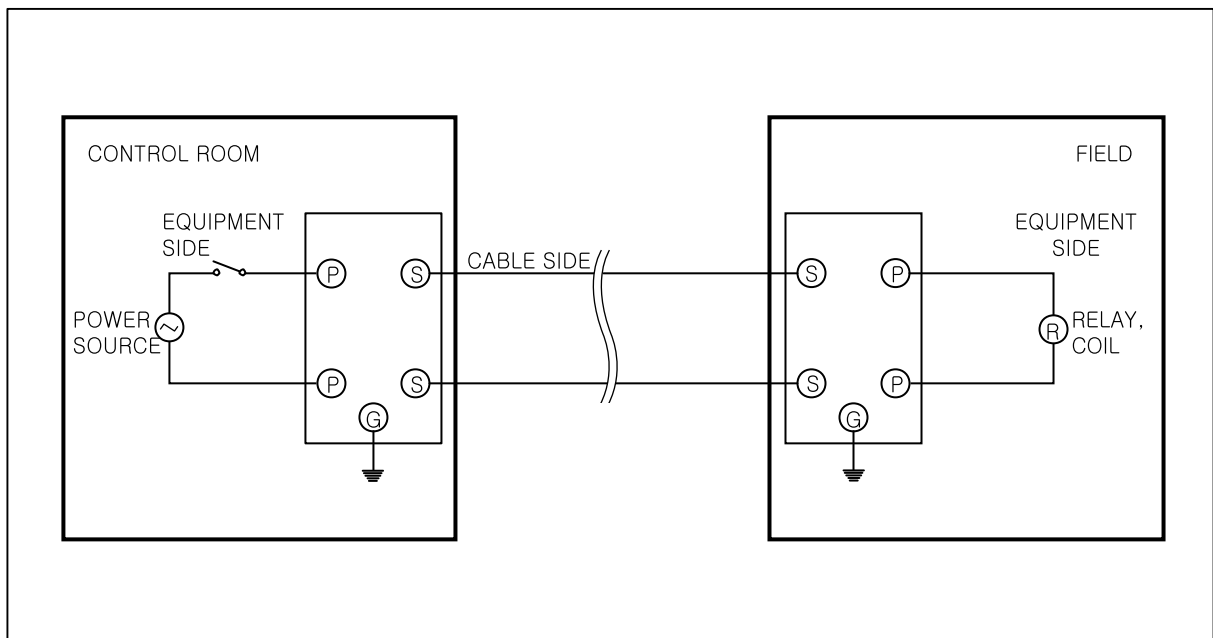 CONTROL ROOM
FIELD
EQUIPMENT
SIDE
EQUIPMENT
SIDE
CABLE SIDE
P
S
S
P
POWER
SOURCE
R
RELAY,
COIL
P
S
S
P
G
G